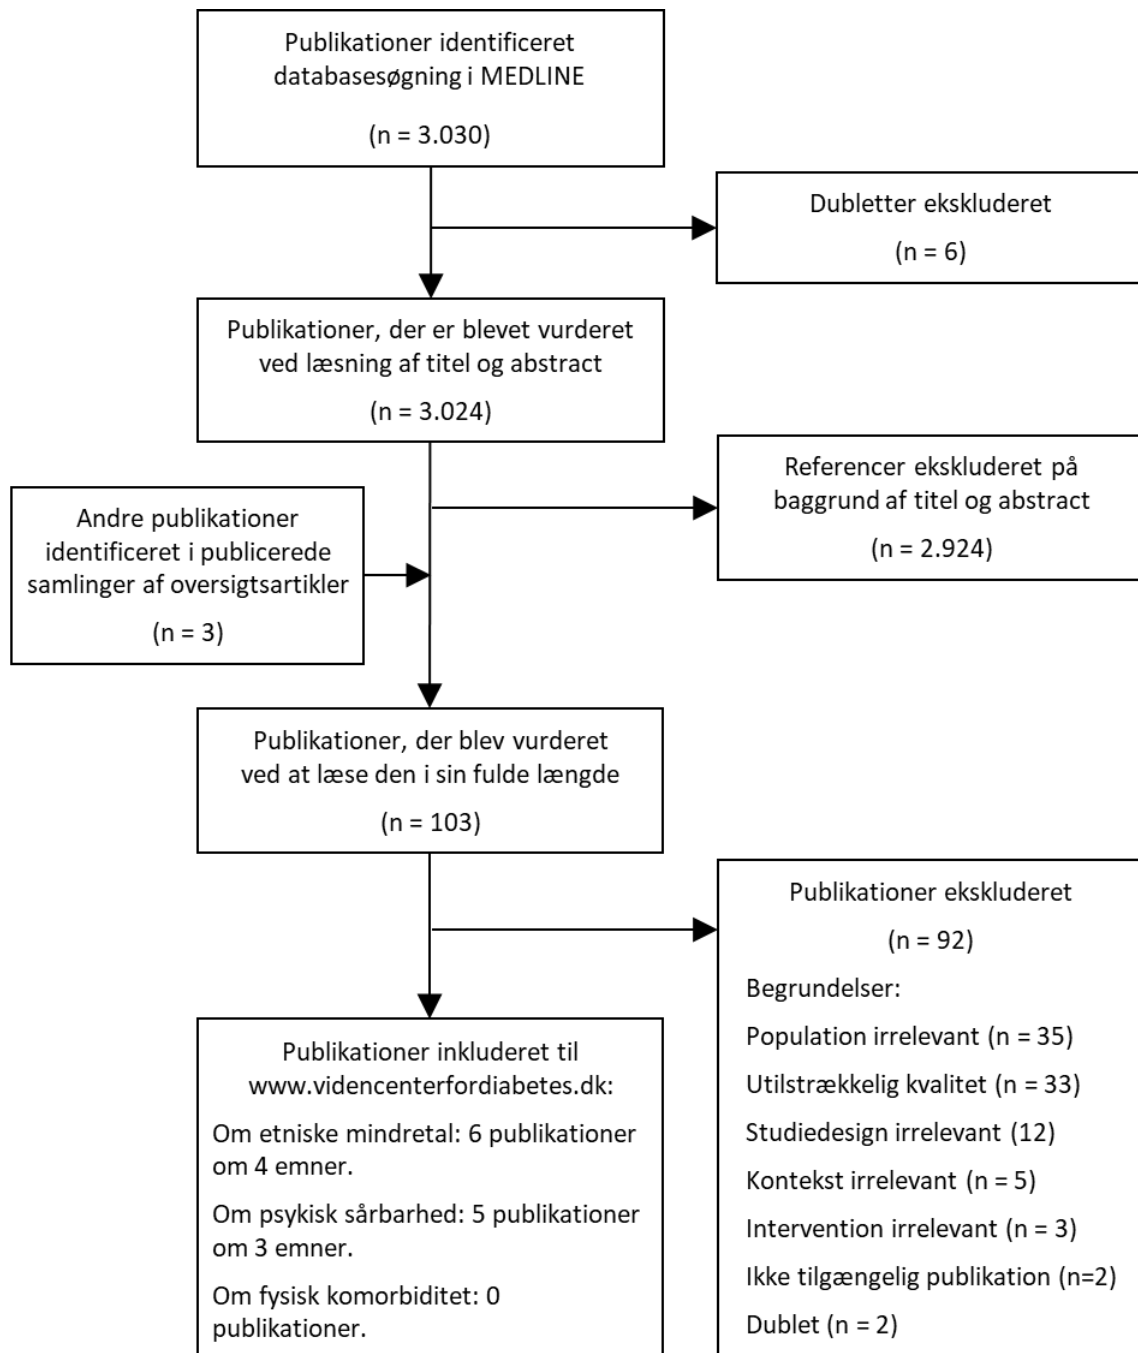 Publikationer identificeret
databasesøgning i MEDLINE
(n = 3.030)
Dubletter ekskluderet
(n = 6)
Publikationer, der er blevet vurderet
ved læsning af titel og abstract
(n = 3.024)
Referencer ekskluderet på
baggrund af titel og abstract
(n = 2.924)
Andre publikationer
identificeret i publicerede
samlinger af oversigtsartikler
(n = 3)
Publikationer, der blev vurderet
ved at læse den i sin fulde længde
(n = 103)
Publikationer ekskluderet
(n = 92)
Begrundelser:
Population irrelevant (n = 35)
Utilstrækkelig kvalitet (n = 33)
Studiedesign irrelevant (12)
Kontekst irrelevant (n = 5)
Intervention irrelevant (n = 3)
Ikke tilgængelig publikation (n=2)
Dublet (n = 2)
Publikationer inkluderet til
www.videncenterfordiabetes.dk:
Om etniske mindretal: 6 publikationer
om 4 emner.
Om psykisk sårbarhed: 5 publikationer
om 3 emner.
Om fysisk komorbiditet: 0
publikationer.